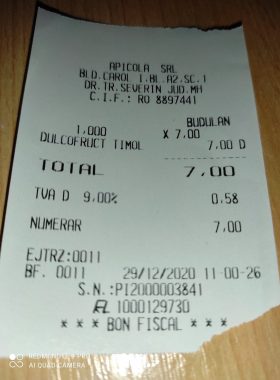 APICOLA SRL
BLD.CAROL I.BL.A2.SC.1
DR.TR.SEVERIN JUD.MH
C.I.F.: RO 8897441
BUDULAN
1,000 X 7,00
DULCOFRUCT TIMOL 7,00 D
TOTAL 7,00
TVA D 9,00% 0,58
NUMERAR 7,00
EJTRZ:0011
BF. 0011 29/12/2020 11-00-26
S.N.:PI2000003841
1000129730
* * * BON FISCAL * * *
REDMI NOTE 9 PRO
AI QUAD CAMERA